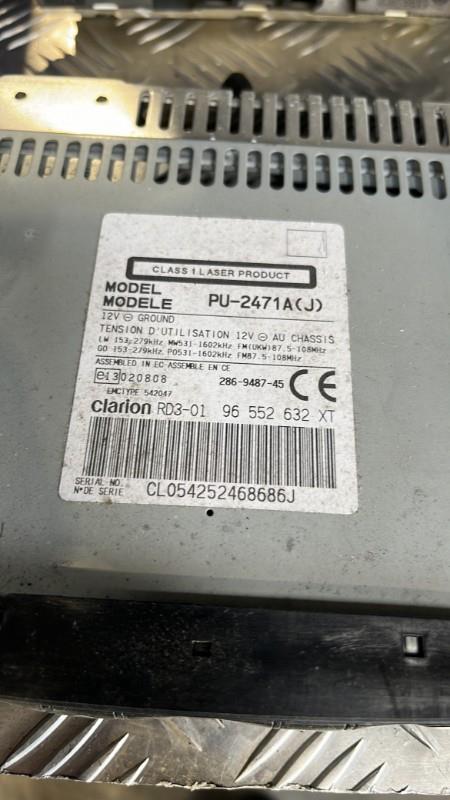 CLASS 1 LASER PRODUCT
MODEL
MODELE PU-2471A(J)
12V ⊖ GROUND
TENSION D'UTILISATION 12V ⊖ AU CHASSIS
LW 153-279kHz MW531-1602kHz FM(UKW)87.5-108MHz
GO 153-279kHz, PO531-1602kHz FM87.5-108MHz
ASSEMBLED IN EC ASSEMBLE EN CE
e13 020808 286-9487-45 CE
EMCTYPE 542047
clarion RD3-01 96 552 632 XT
SERIAL NO.
N° DE SERIE CL054252468686J